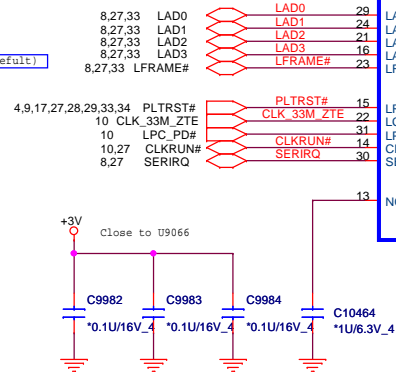 8,27,33 LAD0 LAD0 29
8,27,33 LAD1 LAD1 24
8,27,33 LAD2 LAD2 21
8,27,33 LAD3 LAD3 16
8,27,33 LFRAME# LFRAME# 23
efult)
4,9,17,27,28,29,33,34 PLTRST# PLTRST# 15
10 CLK_33M_ZTE CLK_33M_ZTE 22
10 LPC_PD# 31
10,27 CLKRUN# CLKRUN# 14
8,27 SERIRQ SERIRQ 30
13
+3V
Close to U9066
C9982 C9983 C9984 C10464
*0.1U/16V_4 *0.1U/16V_4 *0.1U/16V_4 *1U/6.3V_4